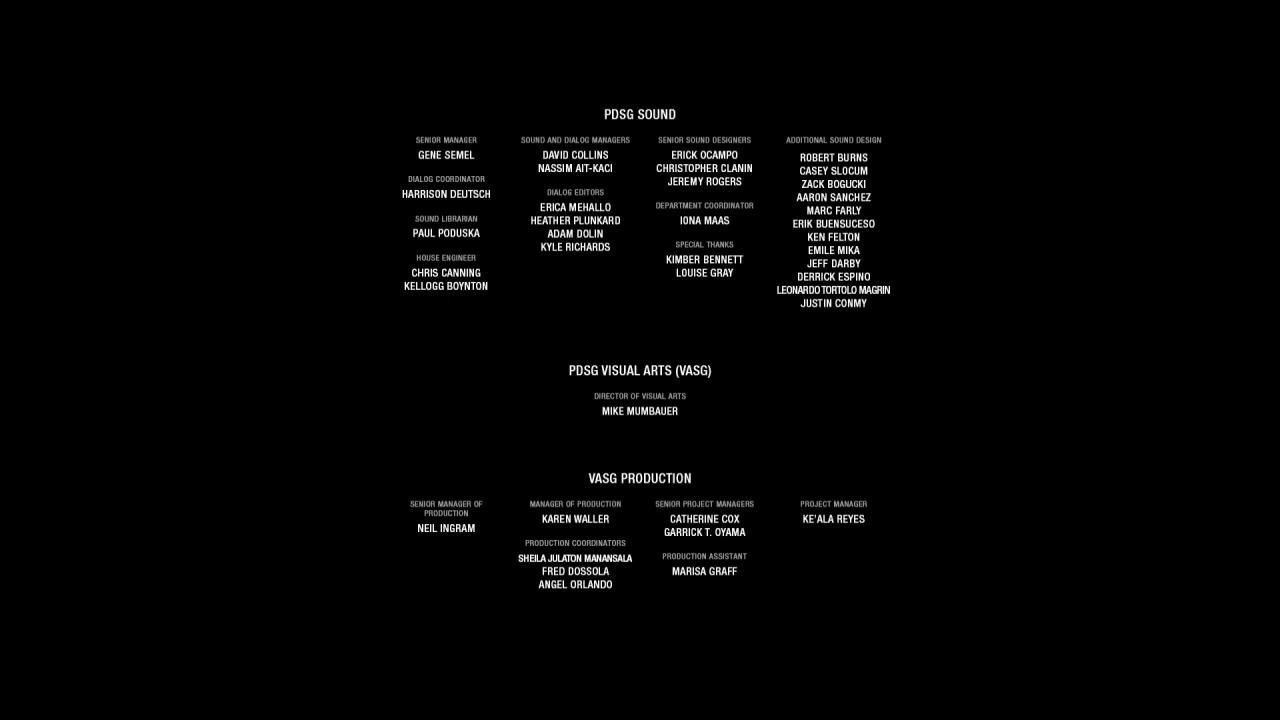 PDSG SOUND
SENIOR MANAGER
GENE SEMEL
DIALOG COORDINATOR
HARRISON DEUTSCH
SOUND LIBRARIAN
PAUL PODUSKA
HOUSE ENGINEER
CHRIS CANNING
KELLOGG BOYNTON
SOUND AND DIALOG MANAGERS
DAVID COLLINS
NASSIM AIT-KACI
DIALOG EDITORS
ERICA MEHALLO
HEATHER PLUNKARD
ADAM DOLIN
KYLE RICHARDS
SENIOR SOUND DESIGNERS
ERICK OCAMPO
CHRISTOPHER CLANIN
JEREMY ROGERS
DEPARTMENT COORDINATOR
IONA MAAS
SPECIAL THANKS
KIMBER BENNETT
LOUISE GRAY
ADDITIONAL SOUND DESIGN
ROBERT BURNS
CASEY SLOCUM
ZACK BOGUCKI
AARON SANCHEZ
MARC FARLY
ERIK BUENSUCESO
KEN FELTON
EMILE MIKA
JEFF DARBY
DERRICK ESPINO
LEONARDO TORTOLO MAGRIN
JUSTIN CONMY
PDSG VISUAL ARTS (VASG)
DIRECTOR OF VISUAL ARTS
MIKE MUMBAUER
VASG PRODUCTION
SENIOR MANAGER OF
PRODUCTION
NEIL INGRAM
MANAGER OF PRODUCTION
KAREN WALLER
PRODUCTION COORDINATORS
SHEILA JULATON MANANSALA
FRED DOSSOLA
ANGEL ORLANDO
SENIOR PROJECT MANAGERS
CATHERINE COX
GARRICK T. OYAMA
PRODUCTION ASSISTANT
MARISA GRAFF
PROJECT MANAGER
KE'ALA REYES